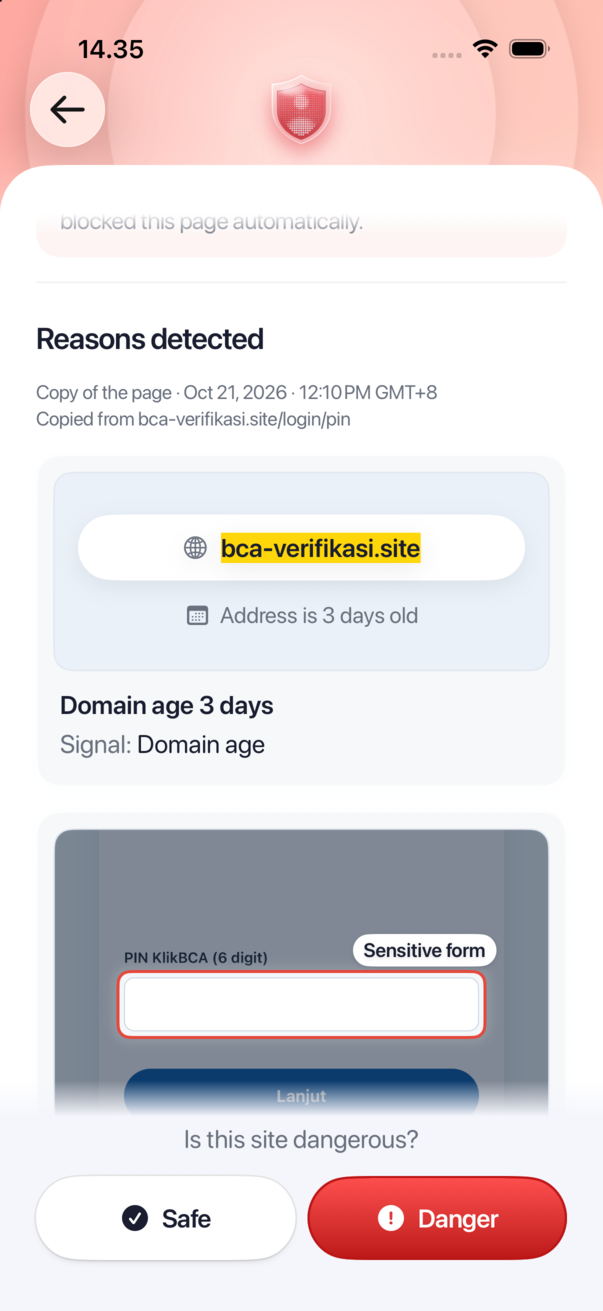 14.35
blocked this page automatically.
Reasons detected
Copy of the page · Oct 21, 2026 · 12:10 PM GMT+8
Copied from bca-verifikasi.site/login/pin
bca-verifikasi.site
Address is 3 days old
Domain age 3 days
Signal: Domain age
Sensitive form
PIN KlikBCA (6 digit)
Lanjut
Is this site dangerous?
Safe
Danger